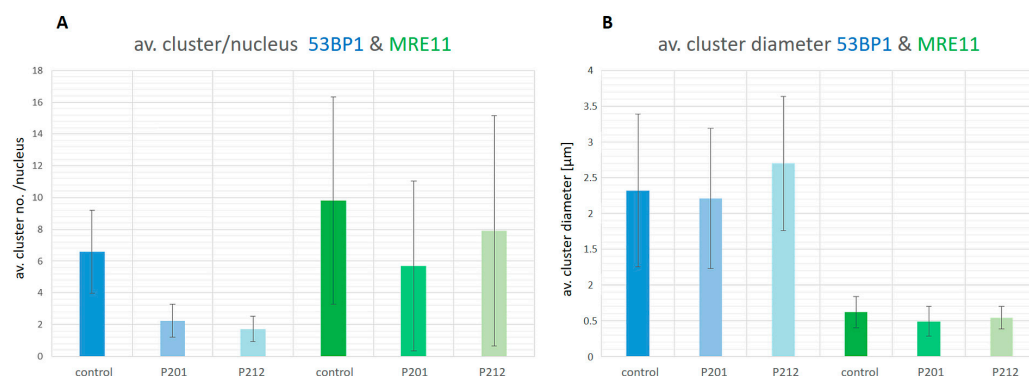 A
av. cluster/nucleus 53BP1 & MRE11
av. cluster no. /nucleus
18
16
14
12
10
8
6
4
2
0
control
P201
P212
control
P201
P212
B
av. cluster diameter 53BP1 & MRE11
av. cluster diameter [µm]
4
3.5
3
2.5
2
1.5
2
0.5
0
control
P201
P212
control
P201
P212